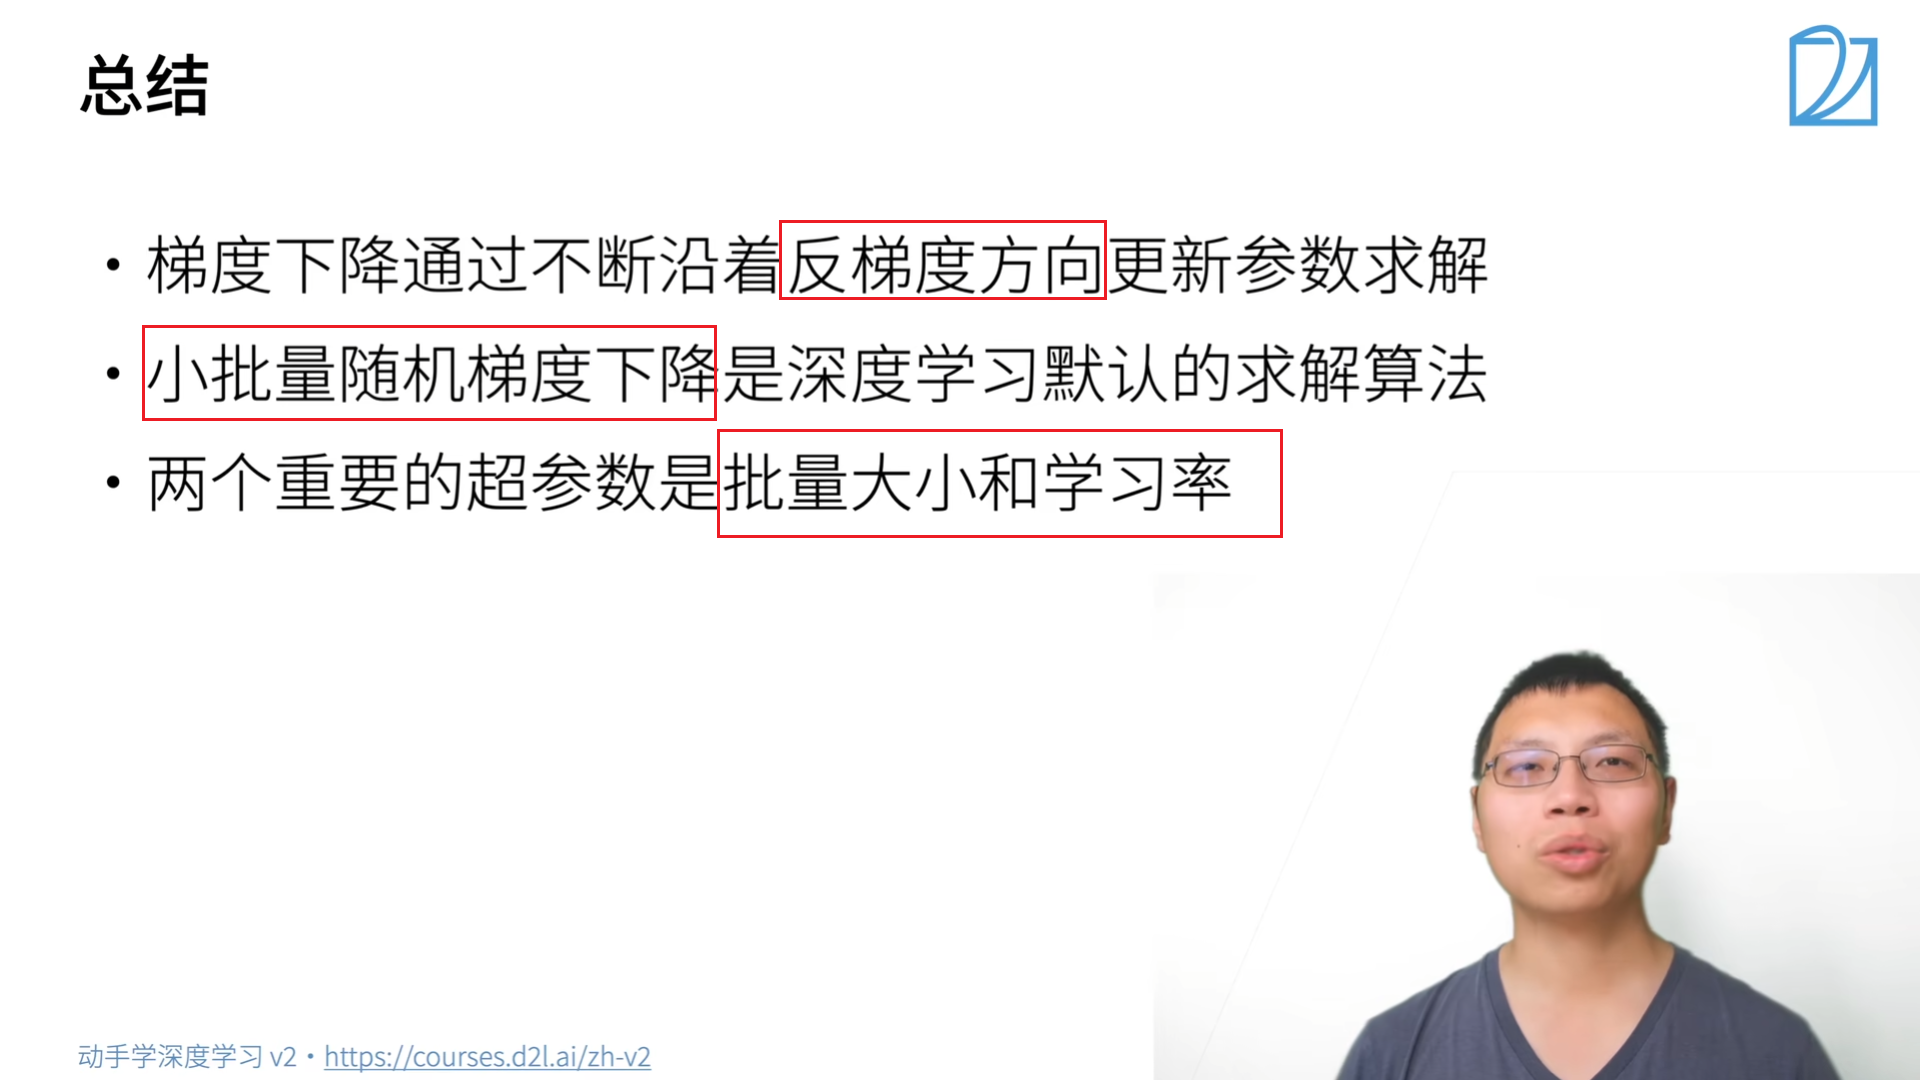 总结
• 梯度下降通过不断沿着反梯度方向更新参数求解
• 小批量随机梯度下降是深度学习默认的求解算法
• 两个重要的超参数是批量大小和学习率
动手学深度学习 v2 • https://courses.d2l.ai/zh-v2